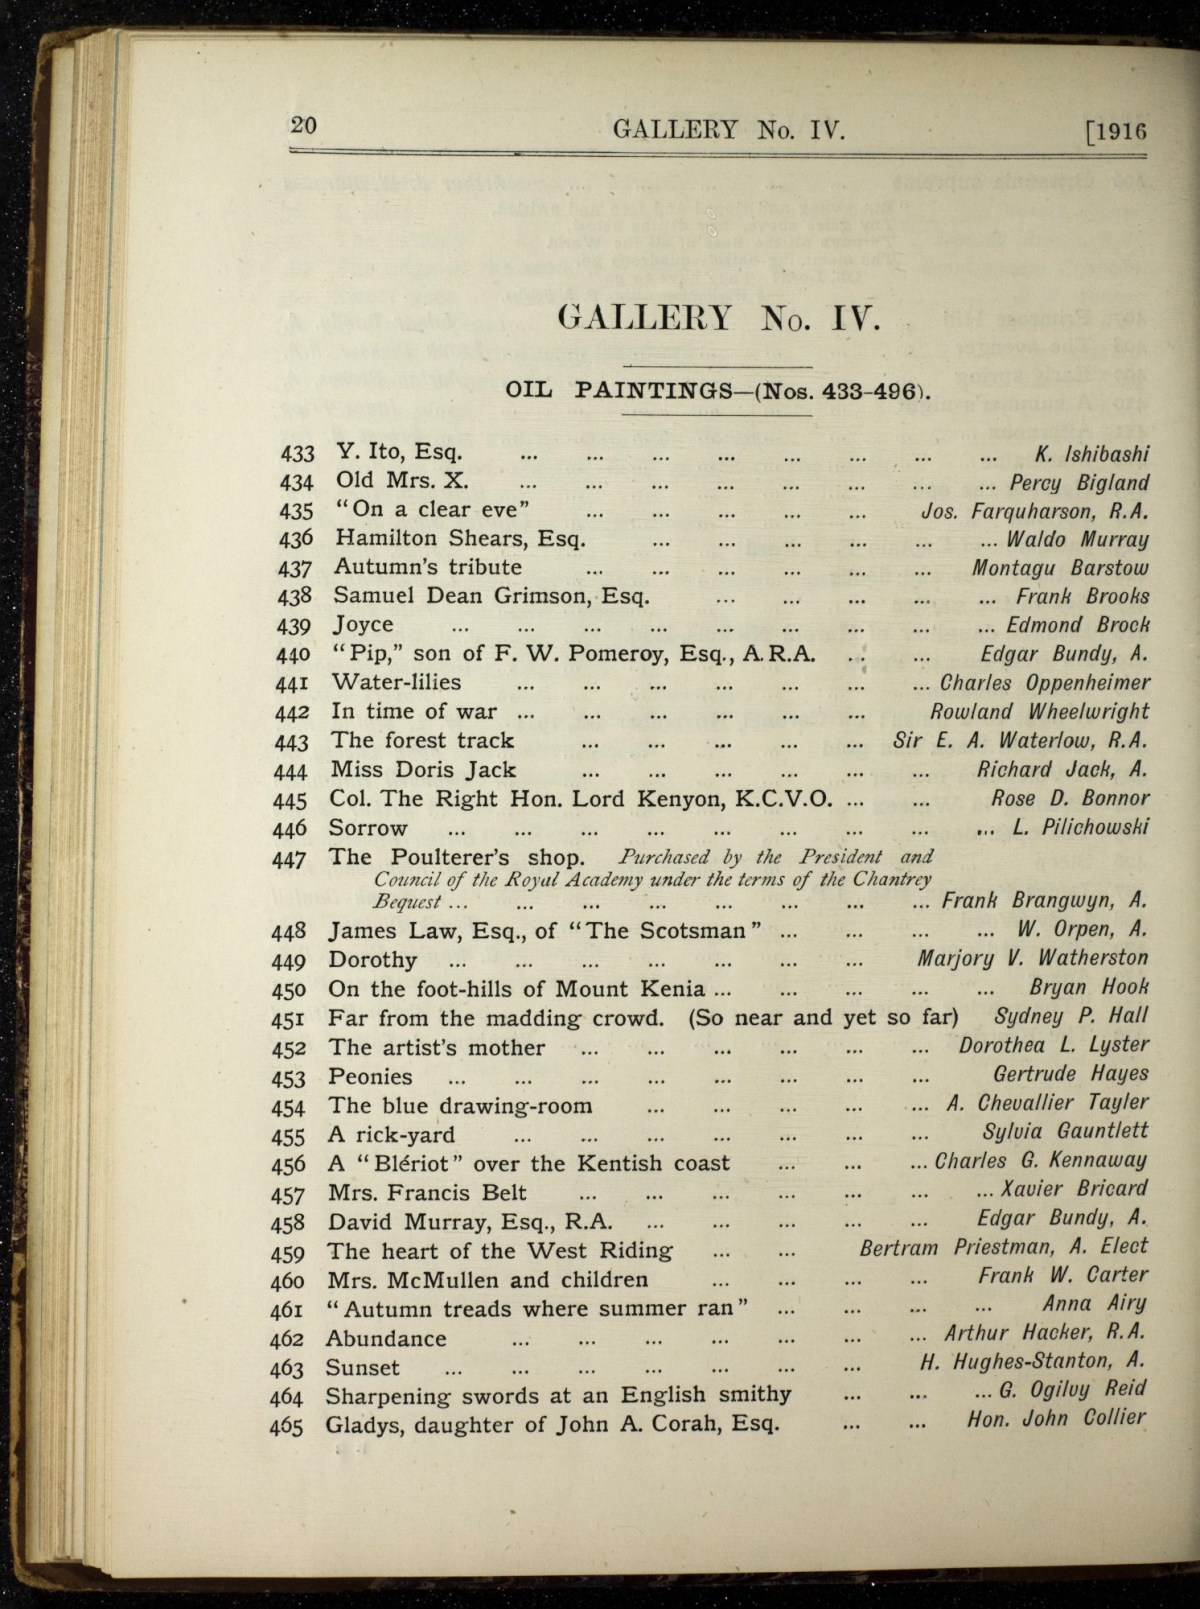 20 GALLERY No. IV. [1916
GALLERY No. IV.
OIL PAINTINGS—(Nos. 433-496).
433 Y. Ito, Esq. ... ... ... ... ... ... ... ... K. Ishibashi
434 Old Mrs. X. ... ... ... ... ... ... ... ... Percy Bigland
435 “On a clear eve” ... ... ... ... ... Jos. Farquharson, R.A.
436 Hamilton Shears, Esq. ... ... ... ... ... ... Waldo Murray
437 Autumn’s tribute ... ... ... ... ... ... Montagu Barstow
438 Samuel Dean Grimson, Esq. ... ... ... ... ... Frank Brooks
439 Joyce ... ... ... ... ... ... ... ... ... Edmond Brock
440 “Pip,” son of F. W. Pomeroy, Esq., A.R.A. ... ... Edgar Bundy, A.
441 Water-lilies ... ... ... ... ... ... ... Charles Oppenheimer
442 In time of war ... ... ... ... ... ... Rowland Wheelwright
443 The forest track ... ... ... ... ... Sir E. A. Waterlow, R.A.
444 Miss Doris Jack ... ... ... ... ... ... Richard Jack, A.
445 Col. The Right Hon. Lord Kenyon, K.C.V.O. ... ... Rose D. Bonnor
446 Sorrow ... ... ... ... ... ... ... ... ... L. Pilichowski
447 The Poulterer’s shop. Purchased by the President and
Council of the Royal Academy under the terms of the Chantrey
Bequest ... ... ... ... ... ... ... ... Frank Brangwyn, A.
448 James Law, Esq., of “The Scotsman” ... ... ... ... W. Orpen, A.
449 Dorothy ... ... ... ... ... ... ... Marjory V. Watherston
450 On the foot-hills of Mount Kenia ... ... ... ... ... Bryan Hook
451 Far from the madding crowd. (So near and yet so far) Sydney P. Hall
452 The artist’s mother ... ... ... ... ... ... Dorothea L. Lyster
453 Peonies ... ... ... ... ... ... ... ... Gertrude Hayes
454 The blue drawing-room ... ... ... ... ... A. Chevallier Tayler
455 A rick-yard ... ... ... ... ... ... ... Sylvia Gauntlett
456 A “Blériot” over the Kentish coast ... ... ... Charles G. Kennaway
457 Mrs. Francis Belt ... ... ... ... ... ... ... Xavier Bricard
458 David Murray, Esq., R.A. ... ... ... ... ... Edgar Bundy, A.
459 The heart of the West Riding ... ... Bertram Priestman, A. Elect
460 Mrs. McMullen and children ... ... ... ... Frank W. Carter
461 “Autumn treads where summer ran” ... ... ... ... Anna Airy
462 Abundance ... ... ... ... ... ... ... Arthur Hacker, R.A.
463 Sunset ... ... ... ... ... ... ... H. Hughes-Stanton, A.
464 Sharpening swords at an English smithy ... ... ... G. Ogilvy Reid
465 Gladys, daughter of John A. Corah, Esq. ... ... Hon. John Collier